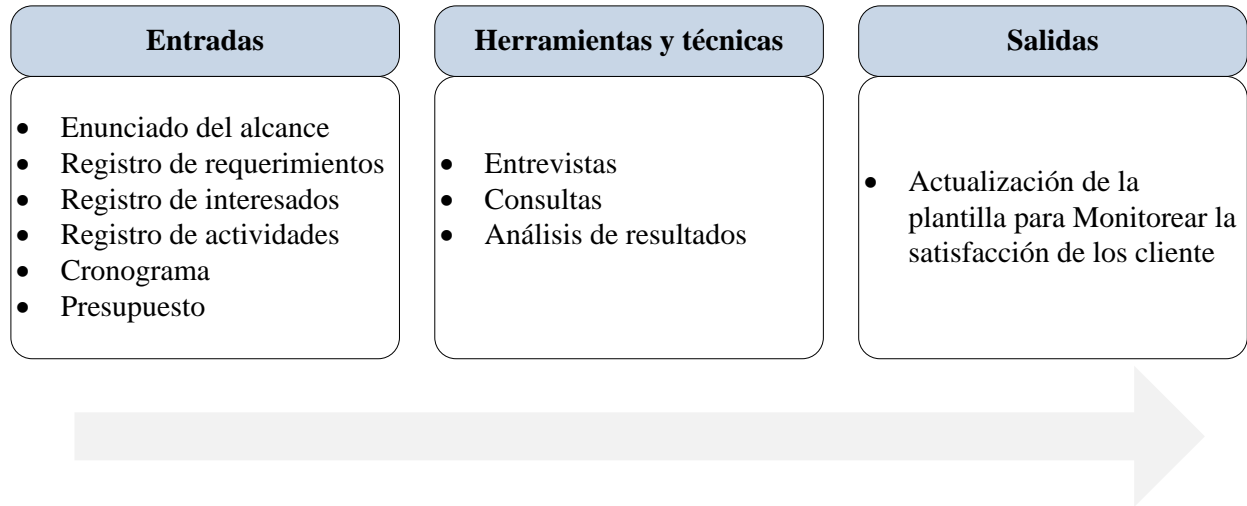 Entradas
Enunciado del alcance
Registro de requerimientos
Registro de interesados
Registro de actividades
Cronograma
Presupuesto
Herramientas y técnicas
Entrevistas
Consultas
Análisis de resultados
Salidas
Actualización de la
plantilla para Monitorear la
satisfacción de los cliente